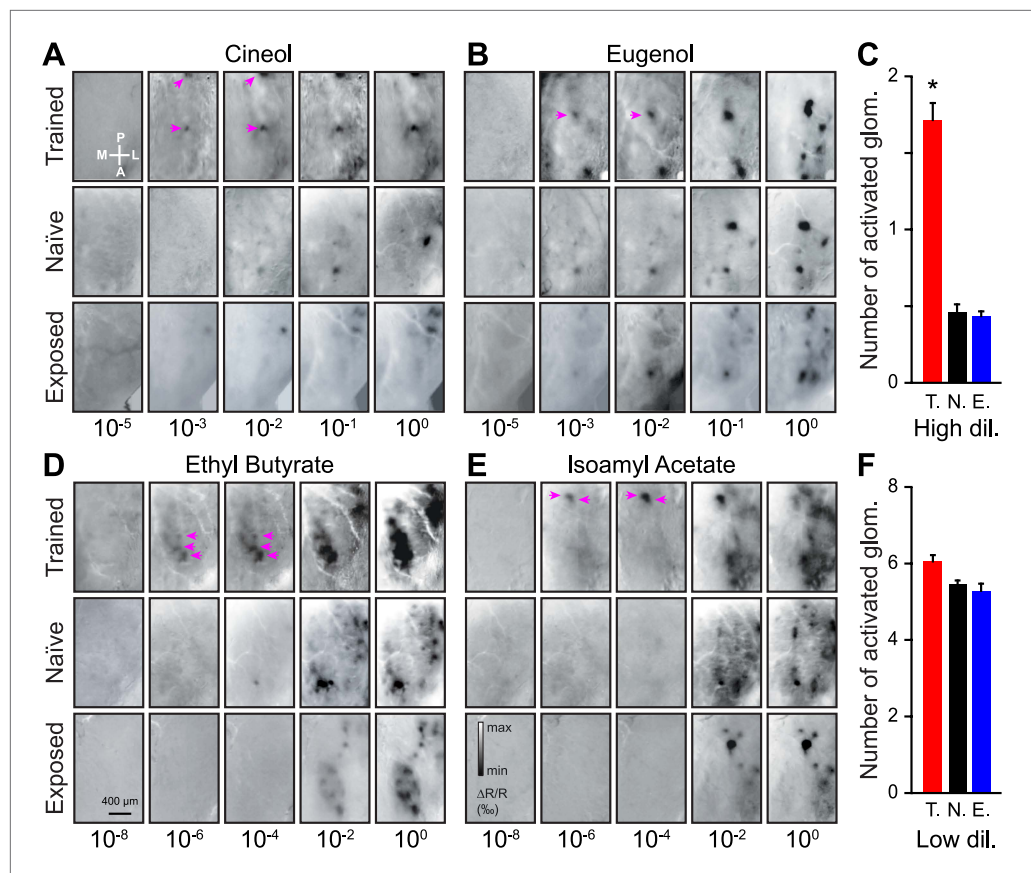 A
Cineol
B
Eugenol
C
Trained
P
M L
A
Naïve
Exposed
10-5 10-3 10-2 10-1 100
10-5 10-3 10-2 10-1 100
Number of activated glom.
2
1
0
*
T. N. E.
High dil.
D
Ethyl Butyrate
E
Isoamyl Acetate
F
Trained
Naïve
Exposed
400 µm
max
min
ΔR/R
(‰)
10-8 10-6 10-4 10-2 100
10-8 10-6 10-4 10-2 100
Number of activated glom.
8
6
4
2
0
T. N. E.
Low dil.